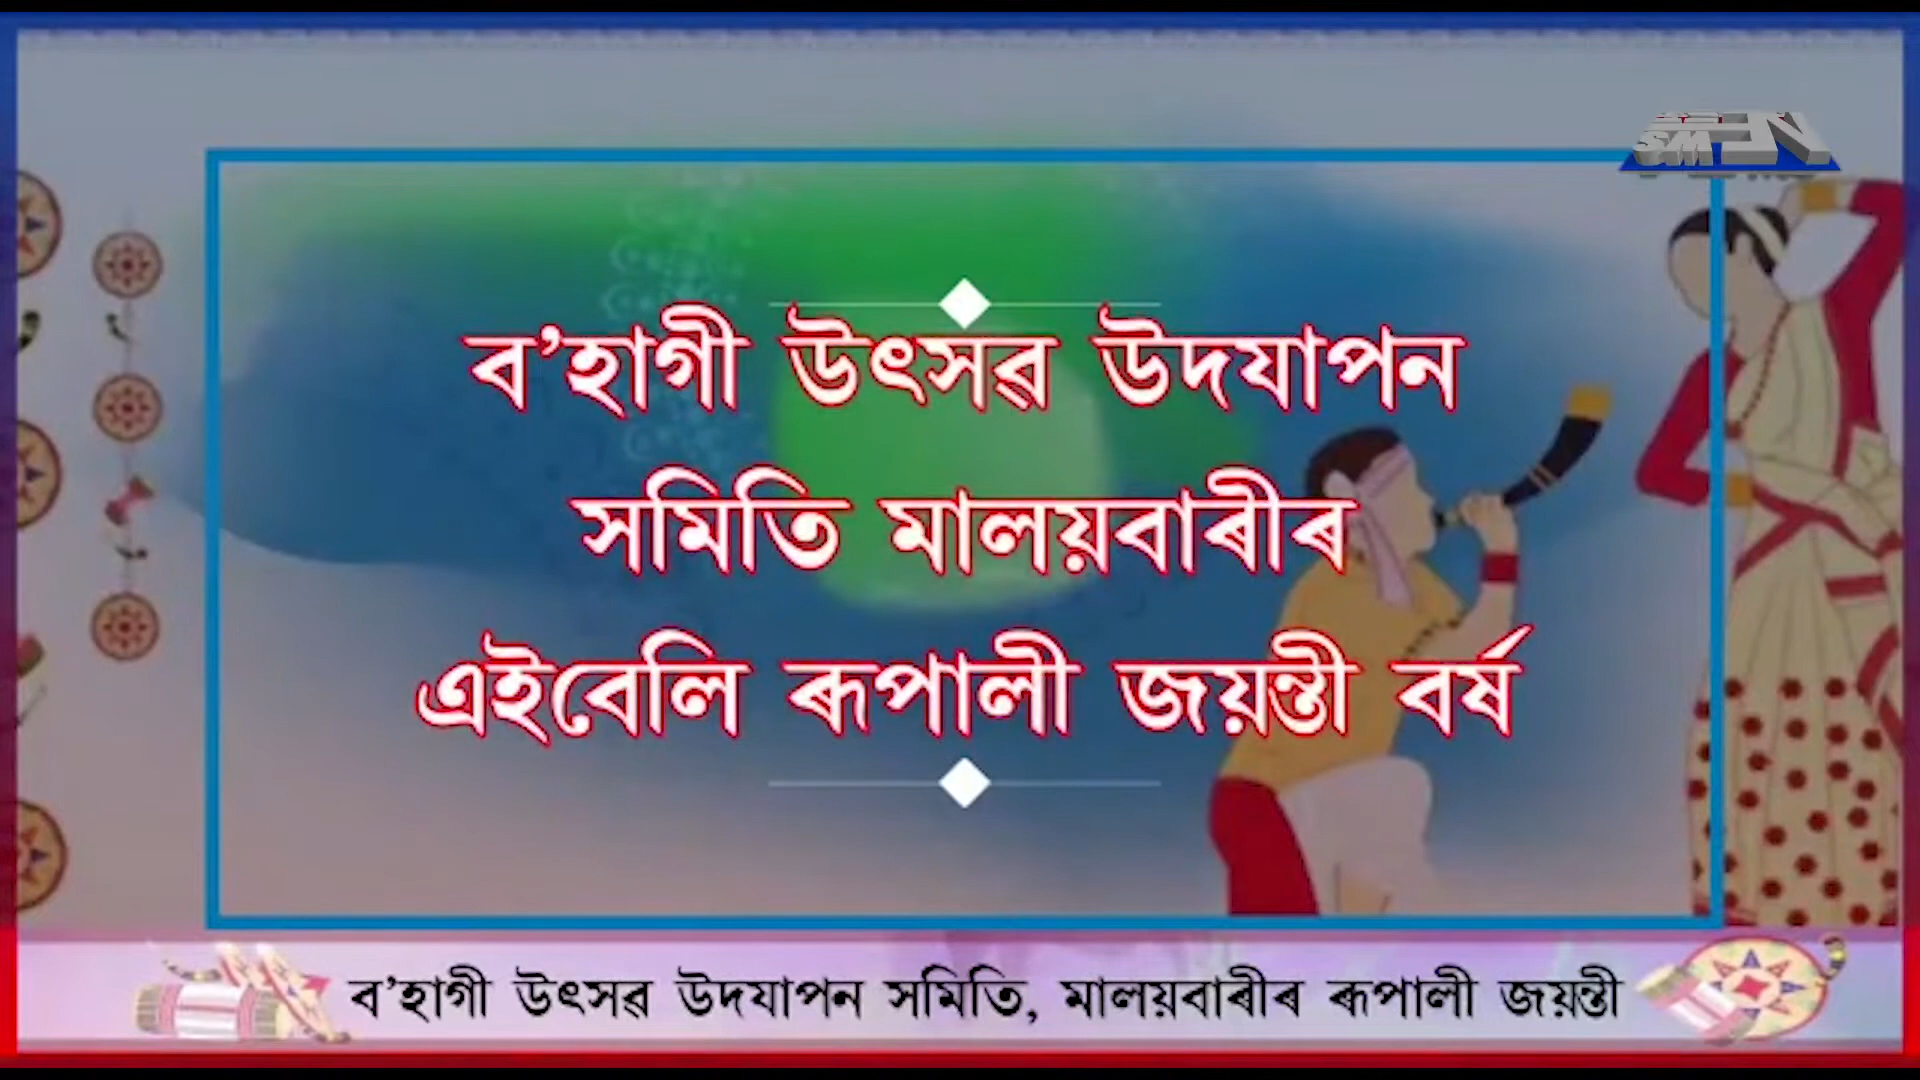 ব’হাগী উৎসৱ উদযাপন
সমিতি মালয়বাৰীৰ
এইবেলি ৰূপালী জয়ন্তী বৰ্ষ
ব’হাগী উৎসৱ উদযাপন সমিতি, মালয়বাৰীৰ ৰূপালী জয়ন্তী